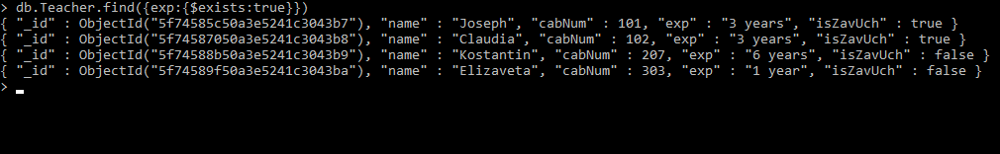 > db.Teacher.find({exp:{$exists:true}})
{ "_id" : ObjectId("5f74585c50a3e5241c3043b7"), "name" : "Joseph", "cabNum" : 101, "exp" : "3 years", "isZavUch" : true }
{ "_id" : ObjectId("5f74587050a3e5241c3043b8"), "name" : "Claudia", "cabNum" : 102, "exp" : "3 years", "isZavUch" : true }
{ "_id" : ObjectId("5f74588b50a3e5241c3043b9"), "name" : "Kostantin", "cabNum" : 207, "exp" : "6 years", "isZavUch" : false }
{ "_id" : ObjectId("5f74589f50a3e5241c3043ba"), "name" : "Elizaveta", "cabNum" : 303, "exp" : "1 year", "isZavUch" : false }
>